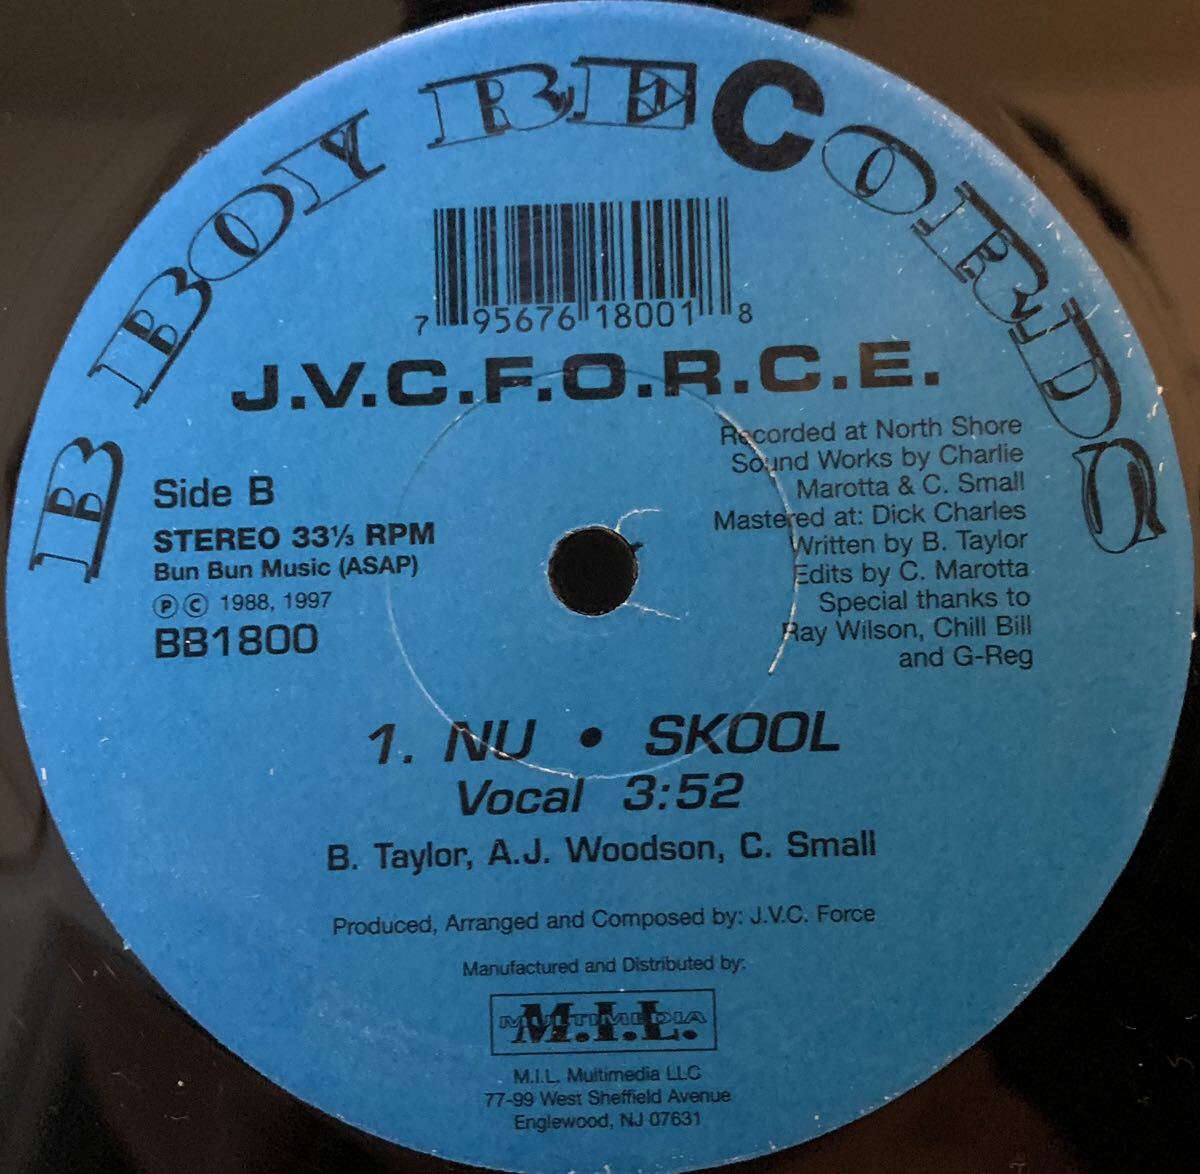 B BOY RECORDS
7 95676 18001 8
J.V.C.F.O.R.C.E.
Side B
STEREO 33⅓ RPM
Bun Bun Music (ASAP)
Ⓟ© 1988, 1997
BB1800
Recorded at North Shore
Sound Works by Charlie
Marotta & C. Small
Mastered at: Dick Charles
Written by B. Taylor
Edits by C. Marotta
Special thanks to
Ray Wilson, Chill Bill
and G-Reg
1. NU • SKOOL
Vocal 3:52
B. Taylor, A.J. Woodson, C. Small
Produced, Arranged and Composed by: J.V.C. Force
Manufactured and Distributed by:
M.I.L.
MULTIMEDIA
M.I.L. Multimedia LLC
77-99 West Sheffield Avenue
Englewood, NJ 07631